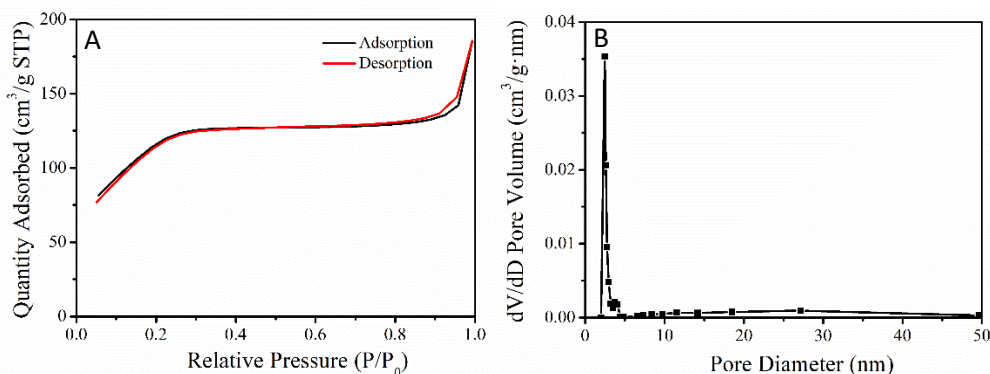 A
Adsorption
Desorption
Quantity Adsorbed (cm³/g STP)
200
150
100
50
0
0.0 0.2 0.4 0.6 0.8 1.0
Relative Pressure (P/P₀)
B
dV/dD Pore Volume (cm³/g·nm)
0.04
0.03
0.02
0.01
0.00
0 10 20 30 40 50
Pore Diameter (nm)